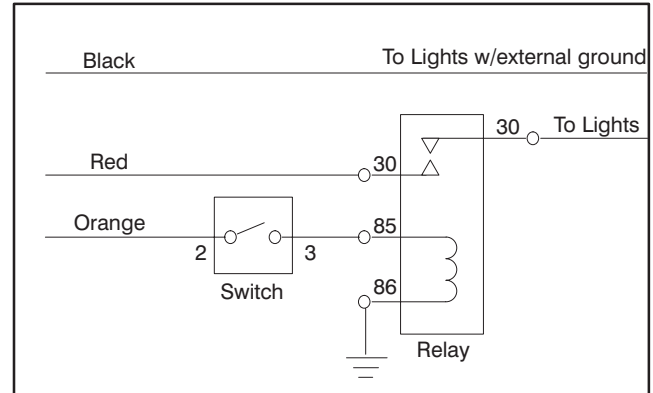 Black
To Lights w/external ground
30
To Lights
Red
30
Orange
85
2
3
Switch
86
Relay